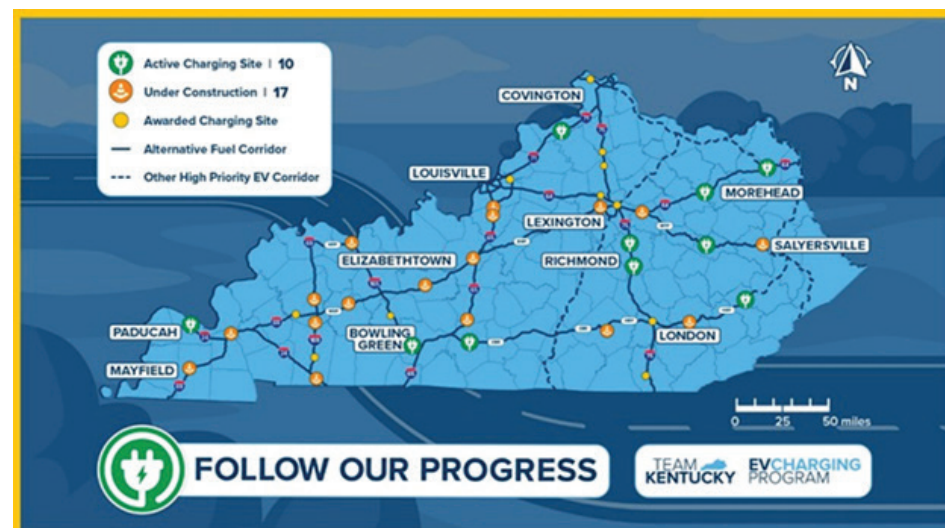 Active Charging Site | 10
Under Construction | 17
Awarded Charging Site
Alternative Fuel Corridor
Other High Priority EV Corridor
N
COVINGTON
LOUISVILLE
MOREHEAD
LEXINGTON
SALYERSVILLE
ELIZABETHTOWN
RICHMOND
PADUCAH
BOWLING
GREEN
LONDON
MAYFIELD
0 25 50 miles
FOLLOW OUR PROGRESS
TEAM
KENTUCKY
EVCHARGING
PROGRAM